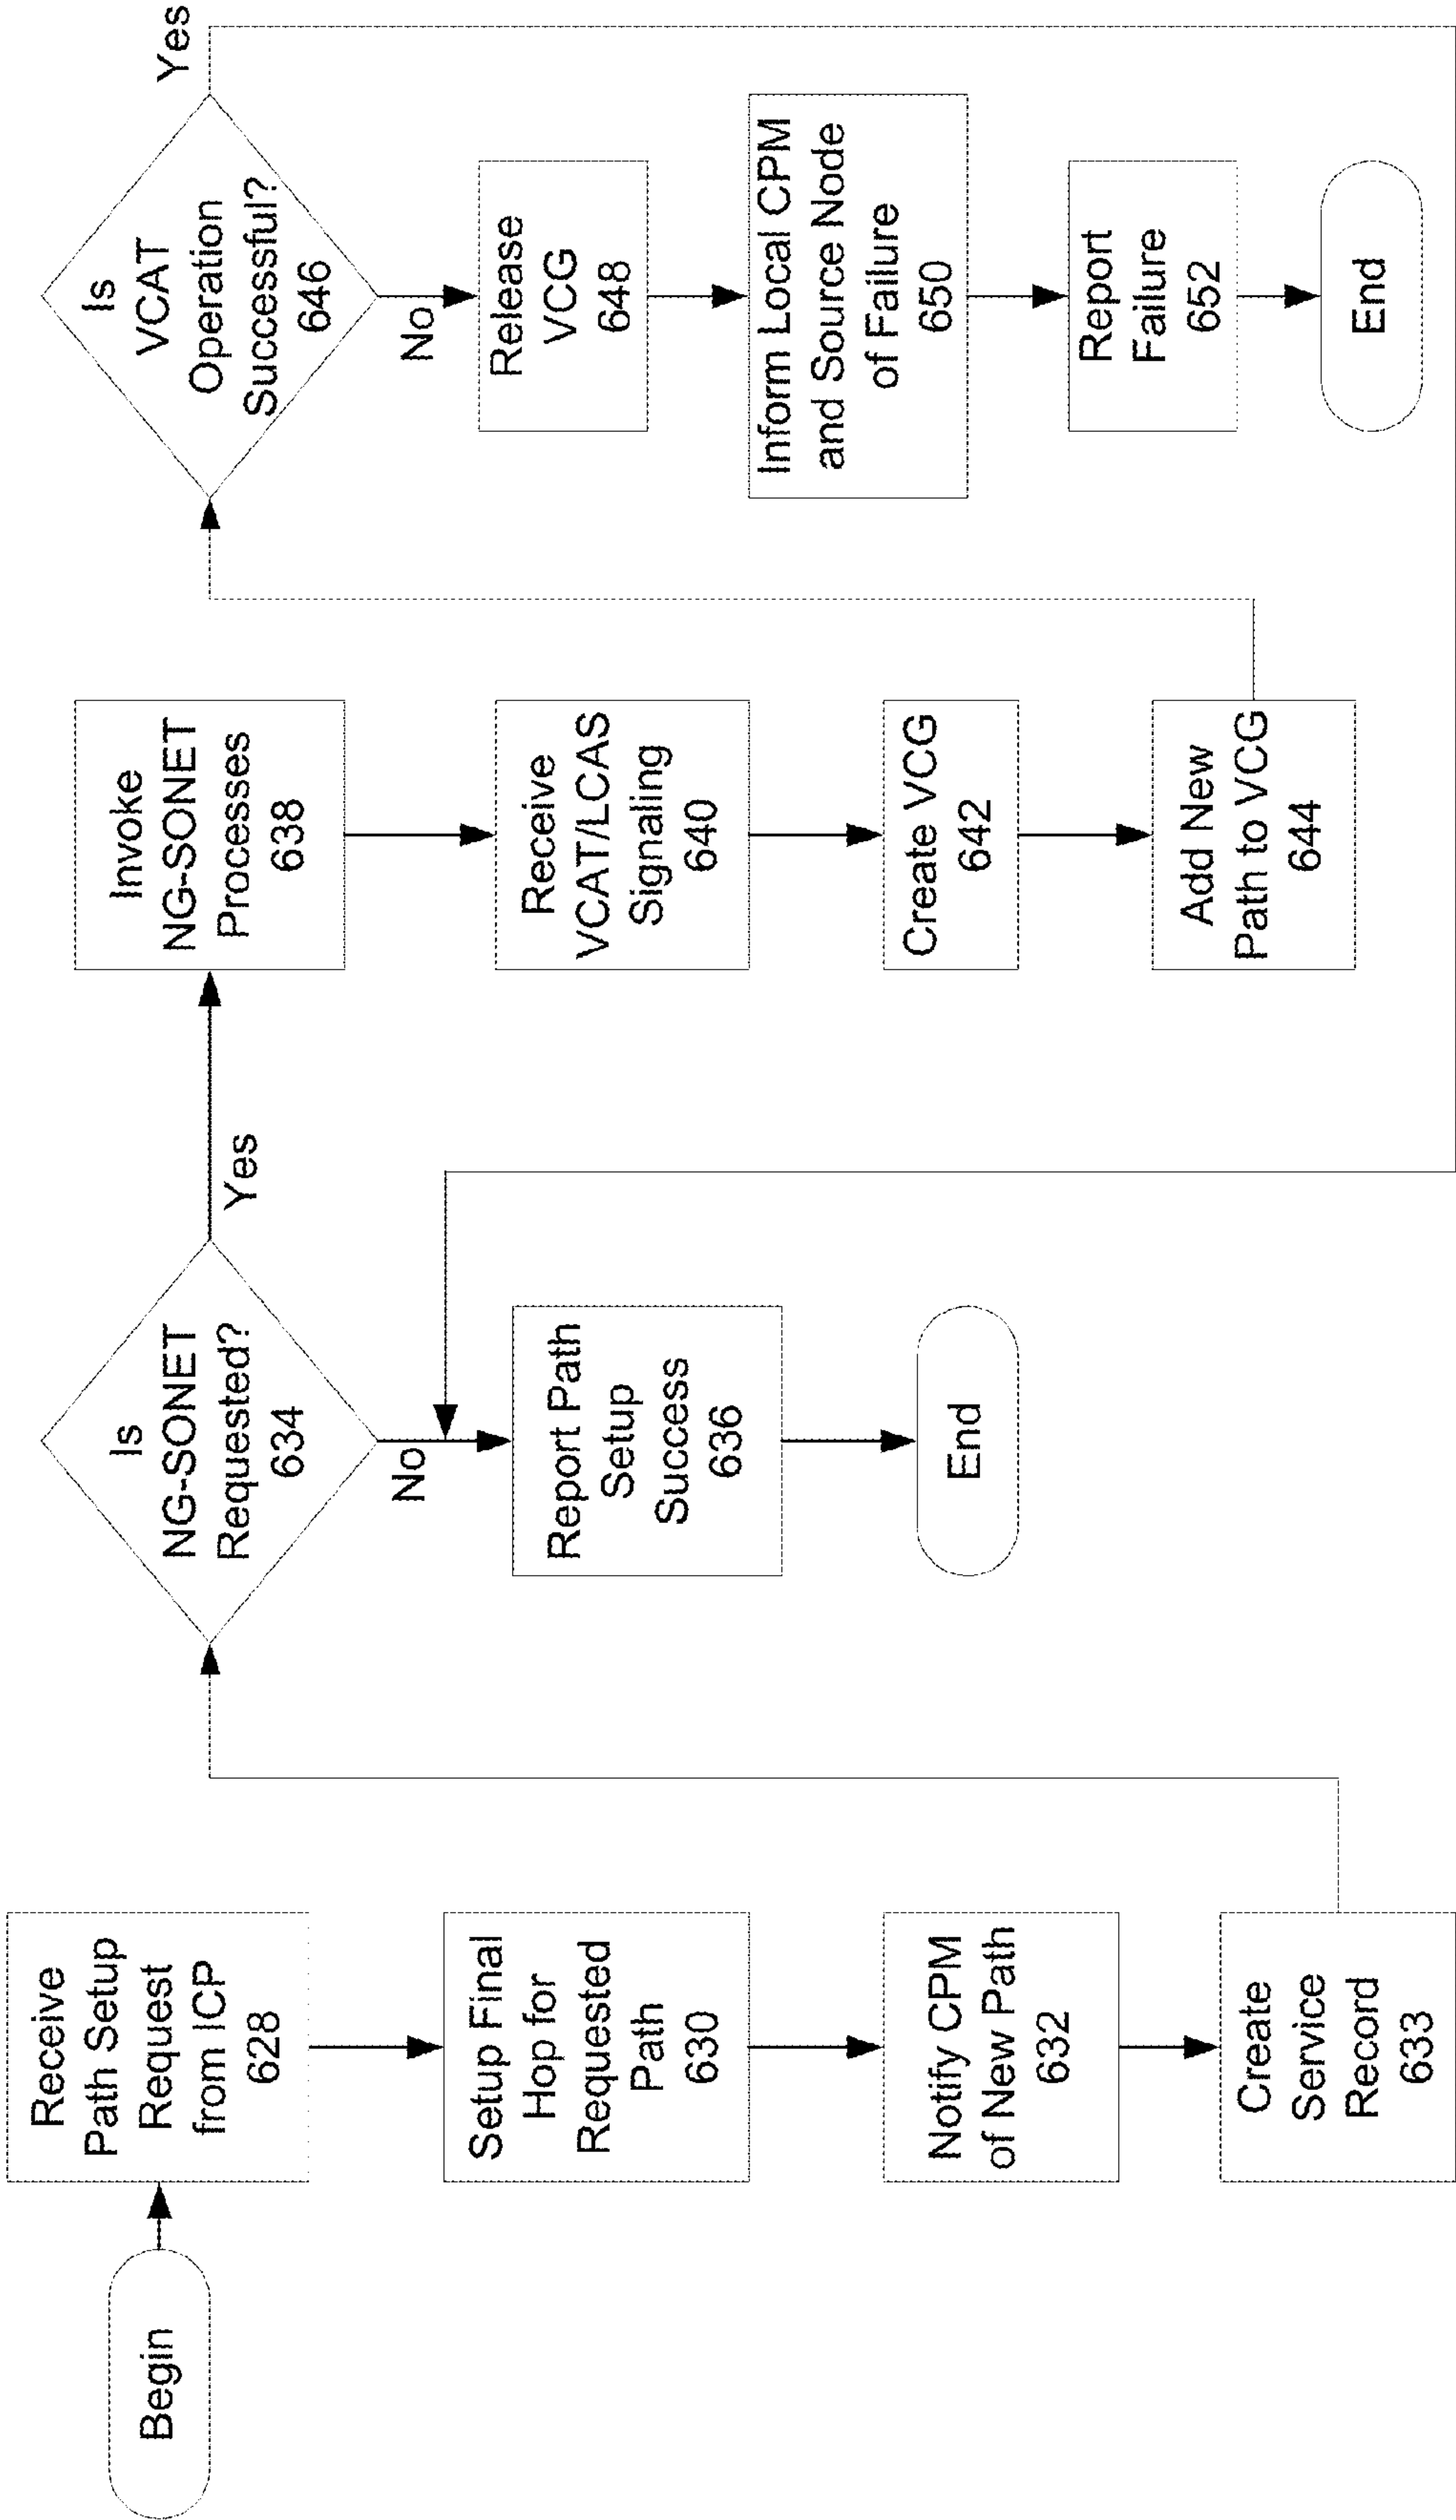 Begin
Receive
Path Setup
Request
from ICP
628
Setup Final
Hop for
Requested
Path
630
Notify CPM
of New Path
632
Create
Service
Record
633
Is
NG-SONET
Requested?
634
Yes
No
Report Path
Setup
Success
636
End
Invoke
NG-SONET
Processes
638
Receive
VCAT/LCAS
Signaling
640
Create VCG
642
Add New
Path to VCG
644
Is
VCAT
Operation
Successful?
646
Yes
No
Release
VCG
648
Inform Local CPM
and Source Node
of Failure
650
Report
Failure
652
End